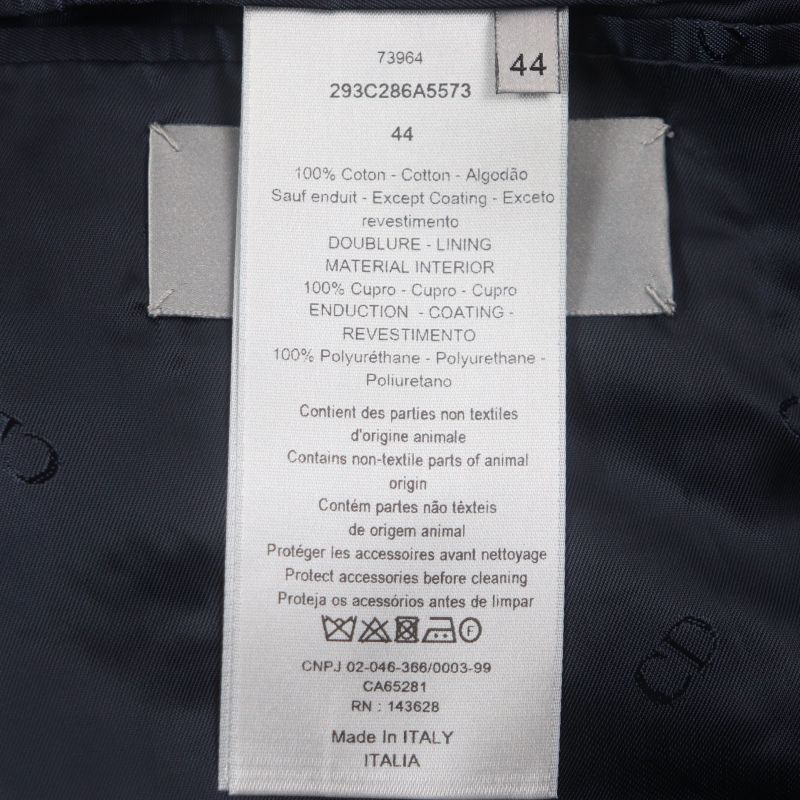 44
73964
293C286A5573
44
100% Coton - Cotton - Algodão
Sauf enduit - Except Coating - Exceto
revestimento
DOUBLURE - LINING
MATERIAL INTERIOR
100% Cupro - Cupro - Cupro
ENDUCTION - COATING -
REVESTIMENTO
100% Polyuréthane - Polyurethane -
Poliuretano
Contient des parties non textiles
d'origine animale
Contains non-textile parts of animal
origin
Contém partes não têxteis
de origem animal
Protéger les accessoires avant nettoyage
Protect accessories before cleaning
Proteja os acessórios antes de limpar
F
CNPJ 02-046-366/0003-99
CA65281
RN : 143628
Made In ITALY
ITALIA
CD
CD